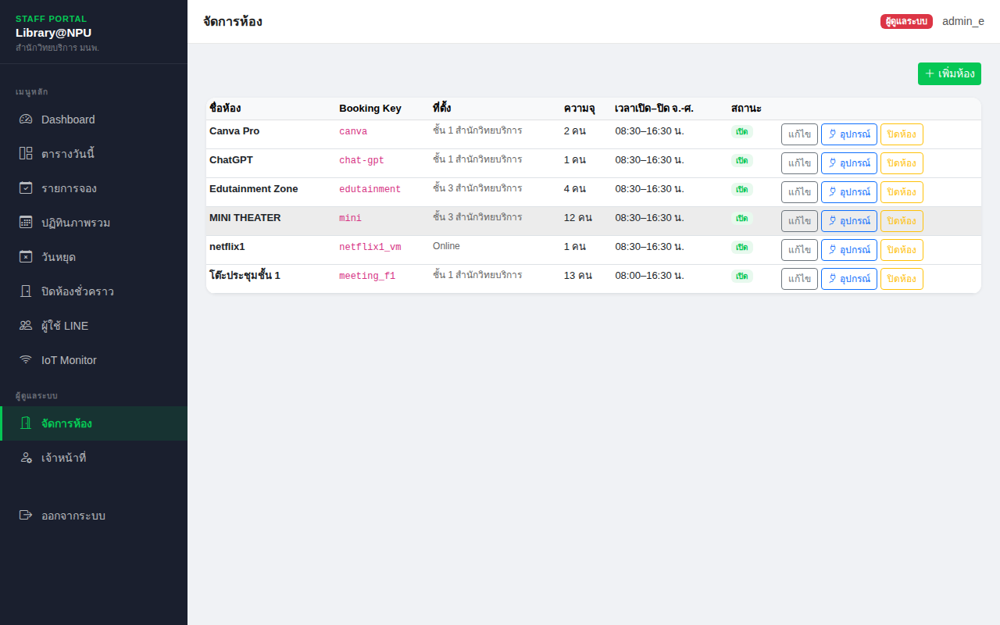 STAFF PORTAL
Library@NPU
สำนักวิทยบริการ มนพ.
เมนูหลัก
Dashboard
ตารางวันนี้
รายการจอง
ปฏิทินภาพรวม
วันหยุด
ปิดห้องชั่วคราว
ผู้ใช้ LINE
IoT Monitor
ผู้ดูแลระบบ
จัดการห้อง
เจ้าหน้าที่
ออกจากระบบ
จัดการห้อง
ผู้ดูแลระบบ admin_e
+ เพิ่มห้อง
ชื่อห้อง Booking Key ที่ตั้ง ความจุ เวลาเปิด–ปิด จ.-ศ. สถานะ
Canva Pro canva ชั้น 1 สำนักวิทยบริการ 2 คน 08:30–16:30 น. เปิด แก้ไข อุปกรณ์ ปิดห้อง
ChatGPT chat-gpt ชั้น 1 สำนักวิทยบริการ 1 คน 08:30–16:30 น. เปิด แก้ไข อุปกรณ์ ปิดห้อง
Edutainment Zone edutainment ชั้น 3 สำนักวิทยบริการ 4 คน 08:30–16:30 น. เปิด แก้ไข อุปกรณ์ ปิดห้อง
MINI THEATER mini ชั้น 3 สำนักวิทยบริการ 12 คน 08:30–16:30 น. เปิด แก้ไข อุปกรณ์ ปิดห้อง
netflix1 netflix1_vm Online 1 คน 08:30–16:30 น. เปิด แก้ไข อุปกรณ์ ปิดห้อง
โต๊ะประชุมชั้น 1 meeting_f1 ชั้น 1 สำนักวิทยบริการ 13 คน 08:00–16:30 น. เปิด แก้ไข อุปกรณ์ ปิดห้อง